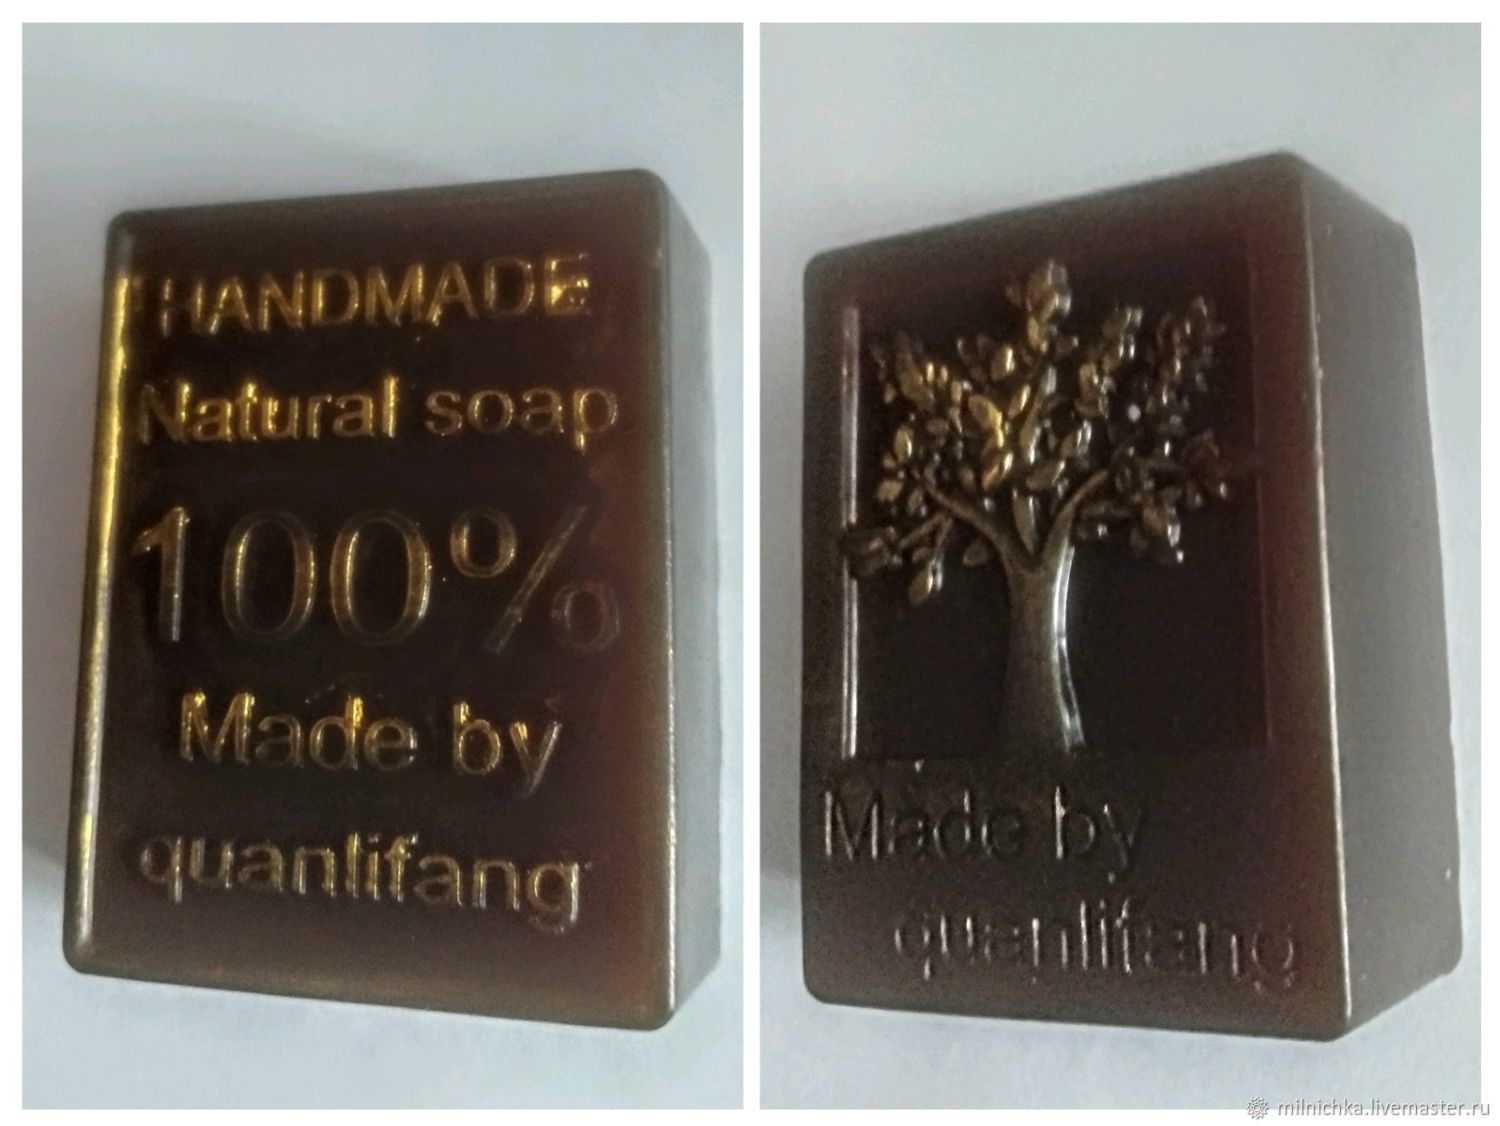 HANDMADE
Natural soap
100%
Made by
quanlifang
Made by
quanlifang
milnichka.livemaster.ru